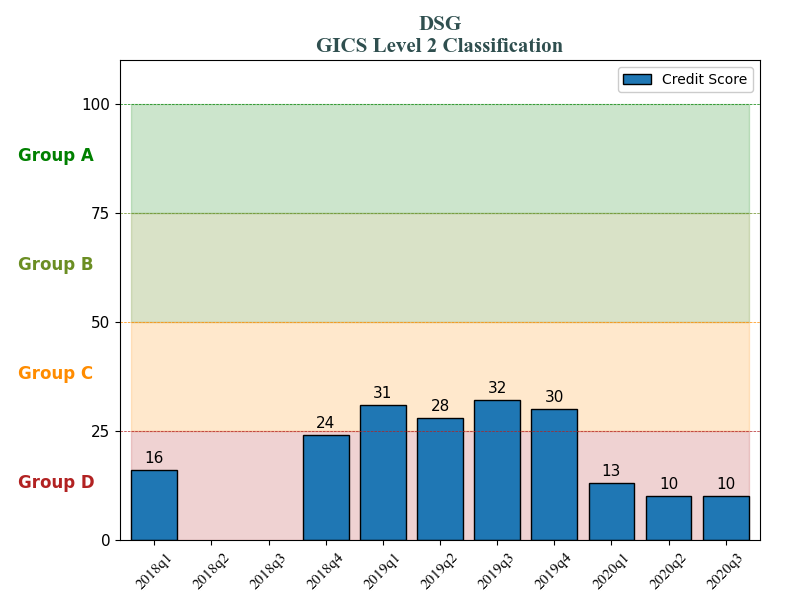 DSG
GICS Level 2 Classification
Credit Score
100
Group A
75
Group B
50
Group C
25
Group D
0
16
24
31
28
32
30
13
10
10
2018q1
2018q2
2018q3
2018q4
2019q1
2019q2
2019q3
2019q4
2020q1
2020q2
2020q3